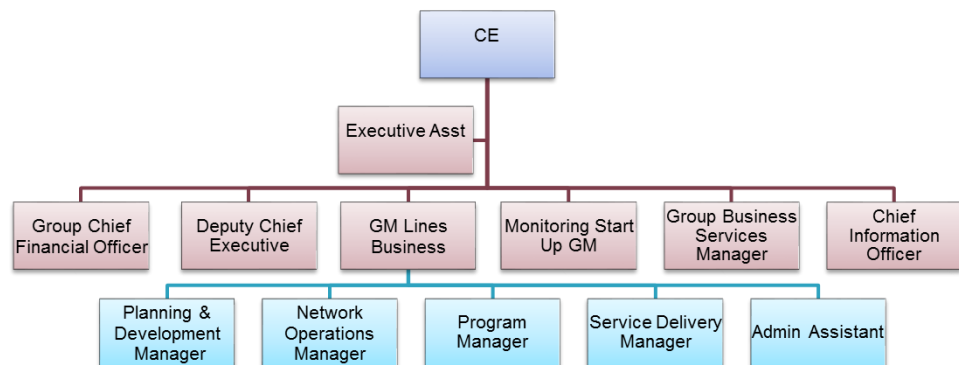 CE
Executive Asst
Group Chief
Financial Officer
Deputy Chief
Executive
GM Lines
Business
Monitoring Start
Up GM
Group Business
Services
Manager
Chief
Information
Officer
Planning &
Development
Manager
Network
Operations
Manager
Program
Manager
Service Delivery
Manager
Admin Assistant